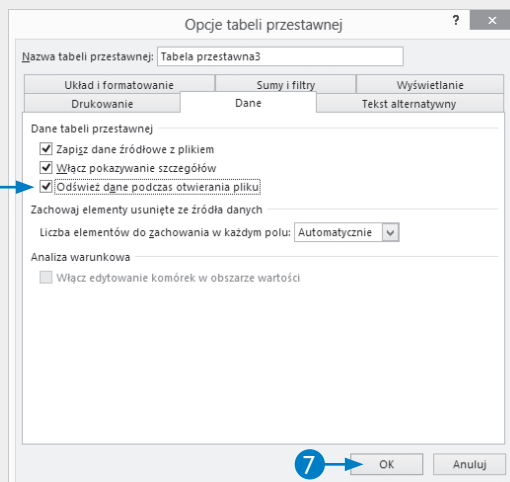 Opcje tabeli przestawnej ? ×
Nazwa tabeli przestawnej: Tabela przestawna3
Układ i formatowanie Sumy i filtry Wyświetlanie
Drukowanie Dane Tekst alternatywny
Dane tabeli przestawnej
Zapisz dane źródłowe z plikiem
Włącz pokazywanie szczegółów
Odśwież dane podczas otwierania pliku
Zachowaj elementy usunięte ze źródła danych
Liczba elementów do zachowania w każdym polu: Automatycznie
Analiza warunkowa
Włącz edytowanie komórek w obszarze wartości
7 OK Anuluj